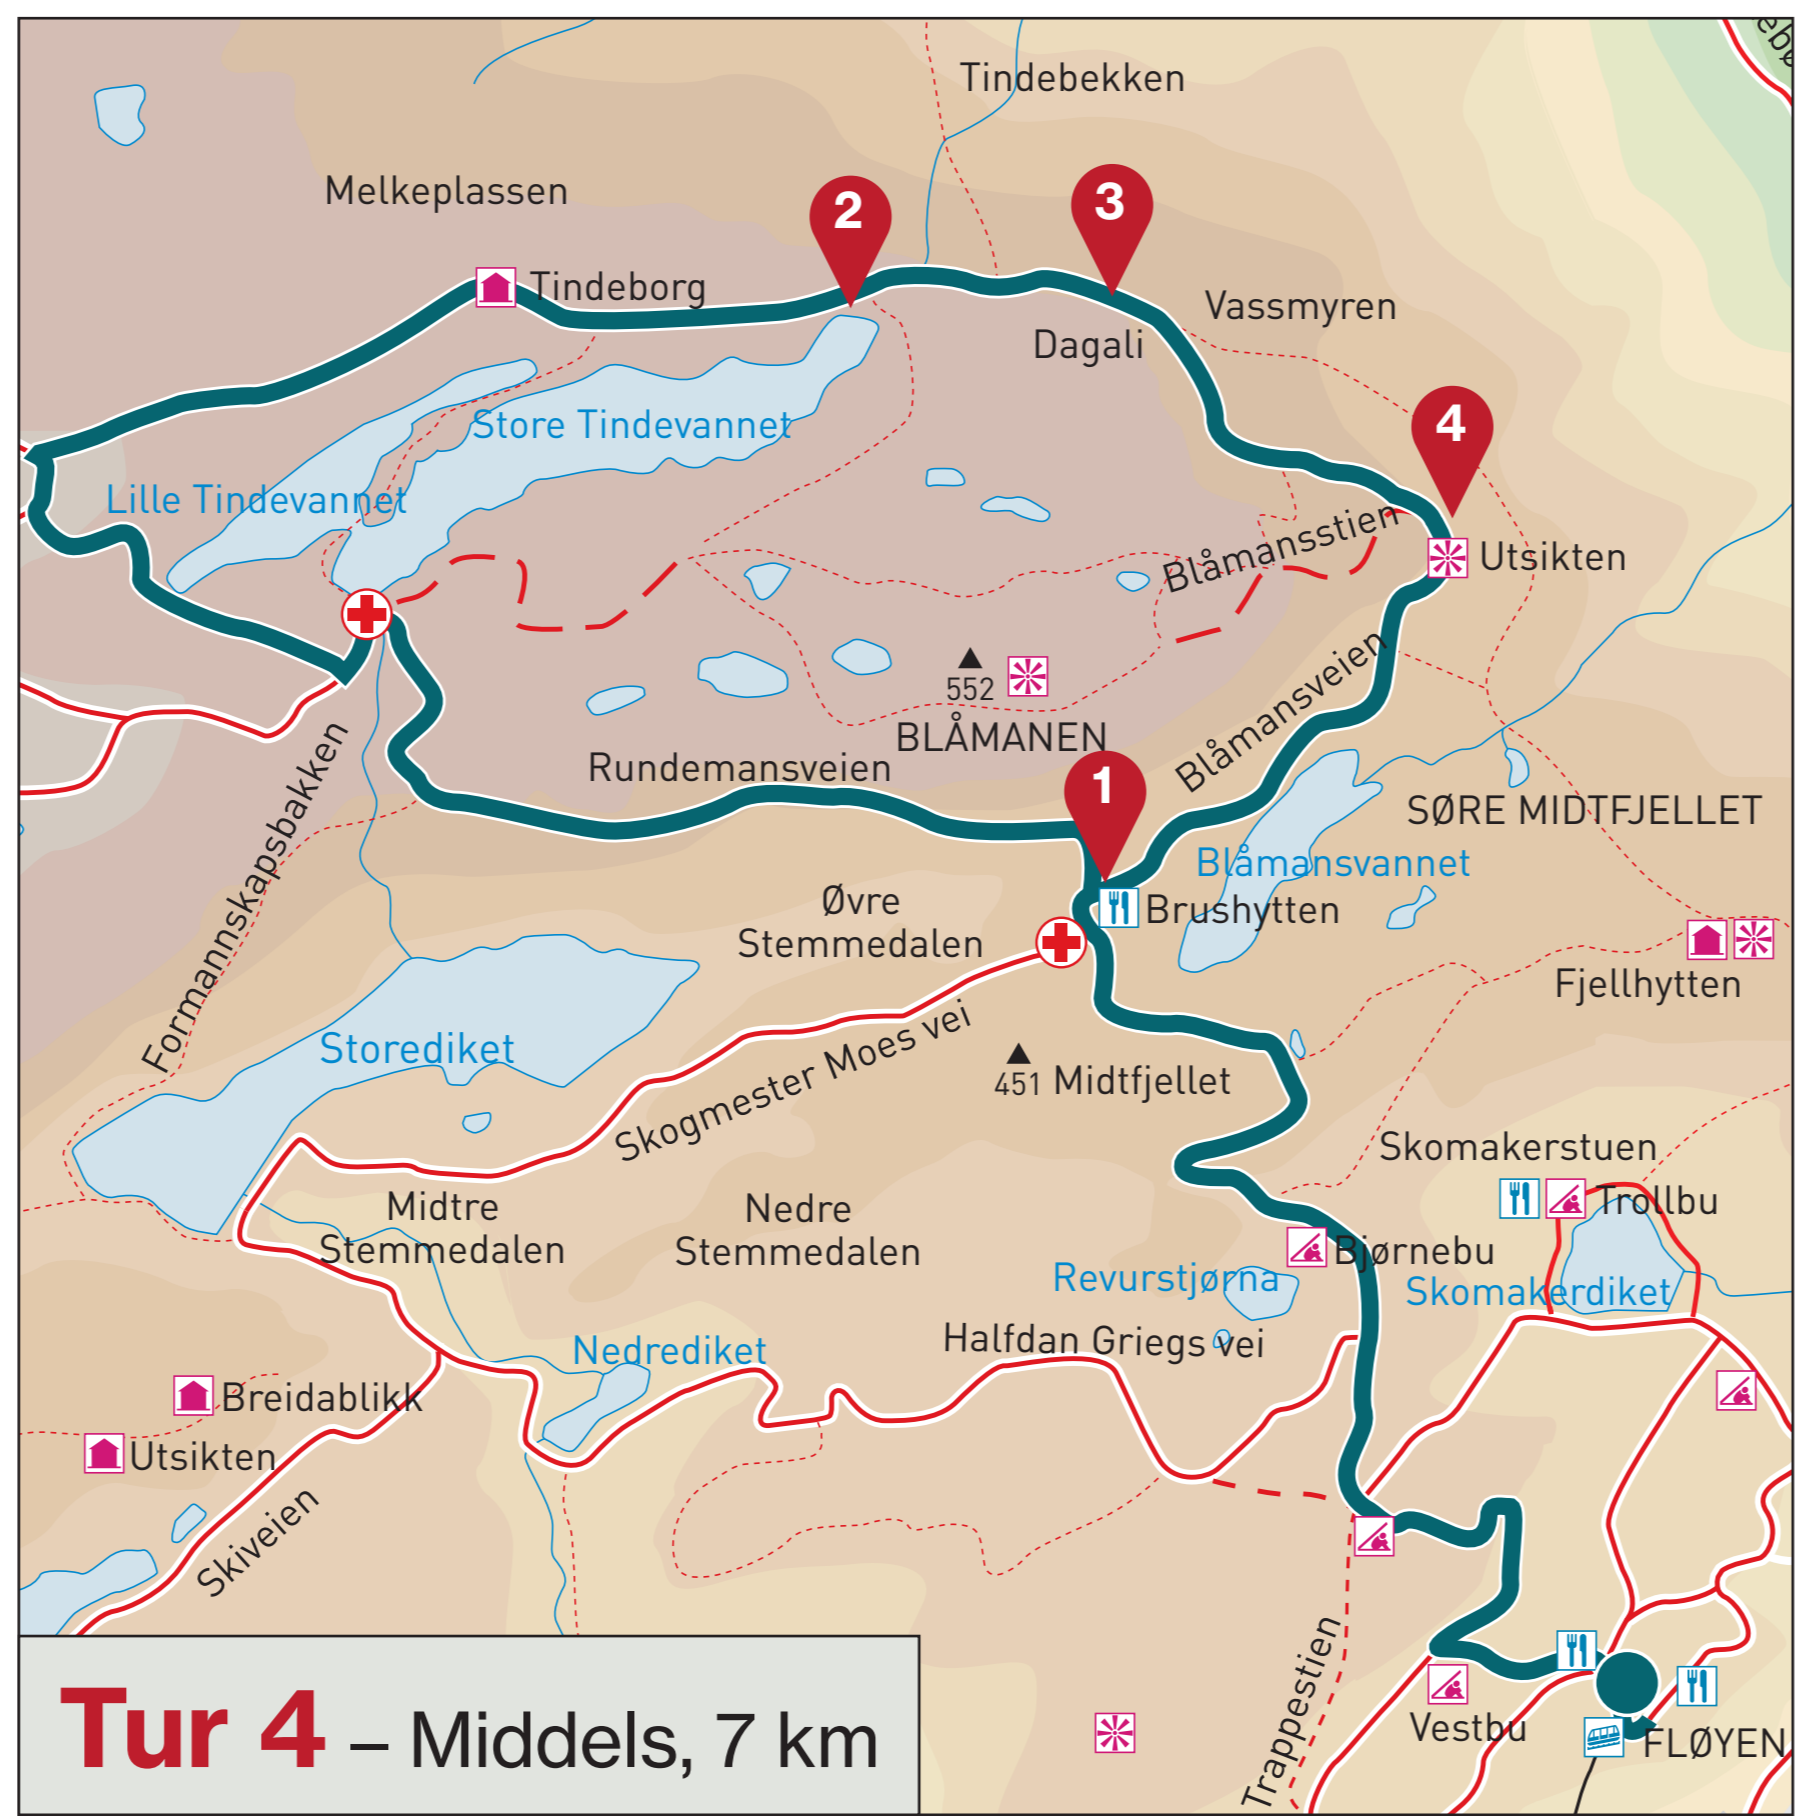 Tindebekken
Melkeplassen
2
3
Tindeborg
Vassmyren
Dagali
Store Tindevannet
4
Lille Tindevannet
Blåmansstien
Utsikten
552
BLÅMANEN
Blåmansveien
Rundemansveien
1
SØRE MIDTFJELLET
Blåmansvannet
Formannskapsbakken
Øvre
Stemmedalen
Brushytten
Fjellhytten
Storediket
Skogmester Moes vei
451 Midtfjellet
Skomakerstuen
Trollbu
Midtre
Stemmedalen
Nedre
Stemmedalen
Bjørnebu
Revurstjørna
Skomakerdiket
Nedrediket
Halfdan Griegs vei
Breidablikk
Utsikten
Skiveien
Trappestien
Vestbu
FLØYEN
Tur 4 – Middels, 7 km